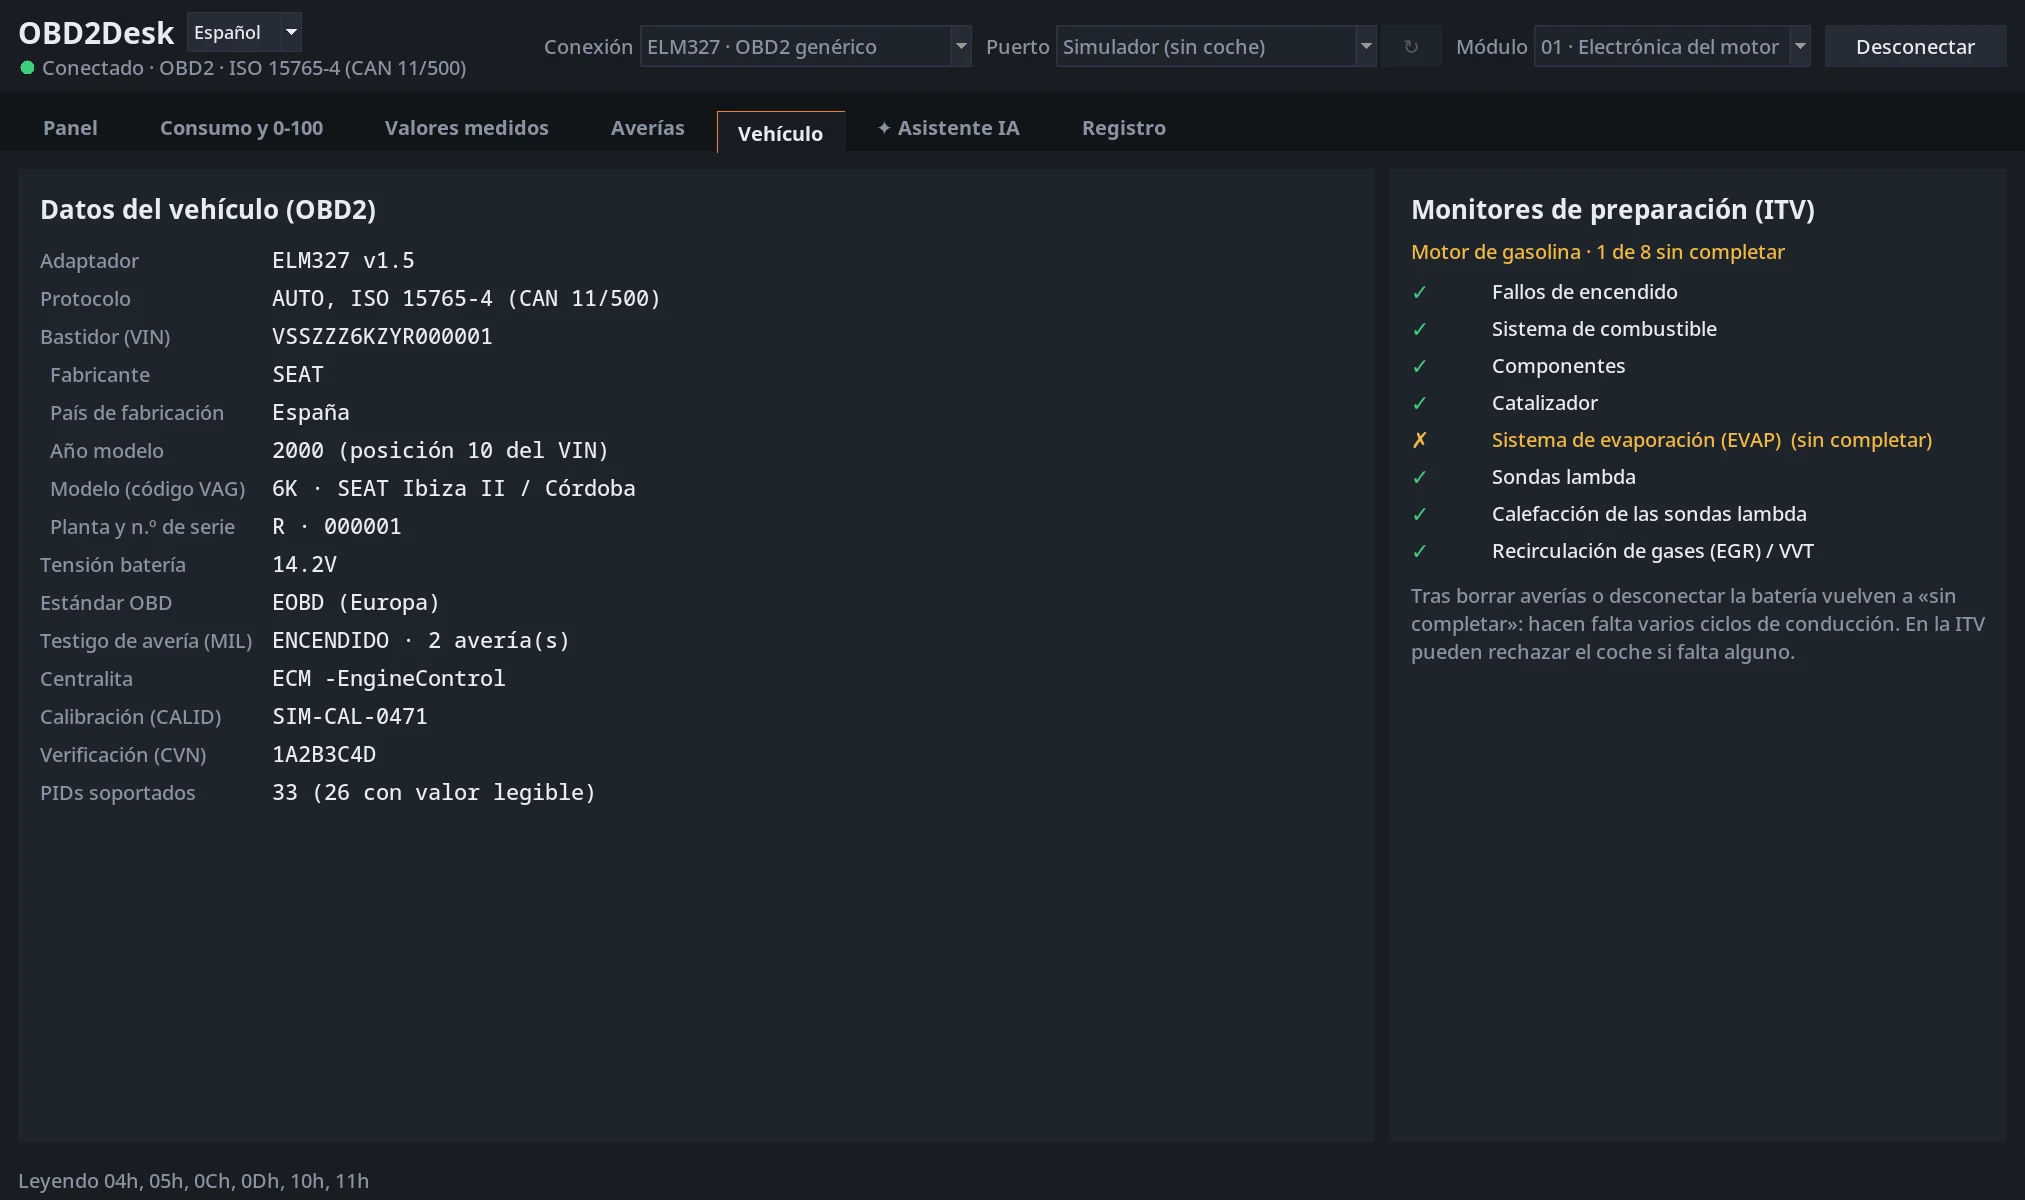 OBD2Desk Español
Conectado · OBD2 · ISO 15765-4 (CAN 11/500)
Conexión ELM327 · OBD2 genérico Puerto Simulador (sin coche) ↻ Módulo 01 · Electrónica del motor Desconectar
Panel Consumo y 0-100 Valores medidos Averías Vehículo ✦ Asistente IA Registro
Datos del vehículo (OBD2)
Adaptador ELM327 v1.5
Protocolo AUTO, ISO 15765-4 (CAN 11/500)
Bastidor (VIN) VSSZZZ6KZYR000001
Fabricante SEAT
País de fabricación España
Año modelo 2000 (posición 10 del VIN)
Modelo (código VAG) 6K · SEAT Ibiza II / Córdoba
Planta y n.º de serie R · 000001
Tensión batería 14.2V
Estándar OBD EOBD (Europa)
Testigo de avería (MIL) ENCENDIDO · 2 avería(s)
Centralita ECM -EngineControl
Calibración (CALID) SIM-CAL-0471
Verificación (CVN) 1A2B3C4D
PIDs soportados 33 (26 con valor legible)
Monitores de preparación (ITV)
Motor de gasolina · 1 de 8 sin completar
✓ Fallos de encendido
✓ Sistema de combustible
✓ Componentes
✓ Catalizador
✗ Sistema de evaporación (EVAP) (sin completar)
✓ Sondas lambda
✓ Calefacción de las sondas lambda
✓ Recirculación de gases (EGR) / VVT
Tras borrar averías o desconectar la batería vuelven a «sin
completar»: hacen falta varios ciclos de conducción. En la ITV
pueden rechazar el coche si falta alguno.
Leyendo 04h, 05h, 0Ch, 0Dh, 10h, 11h